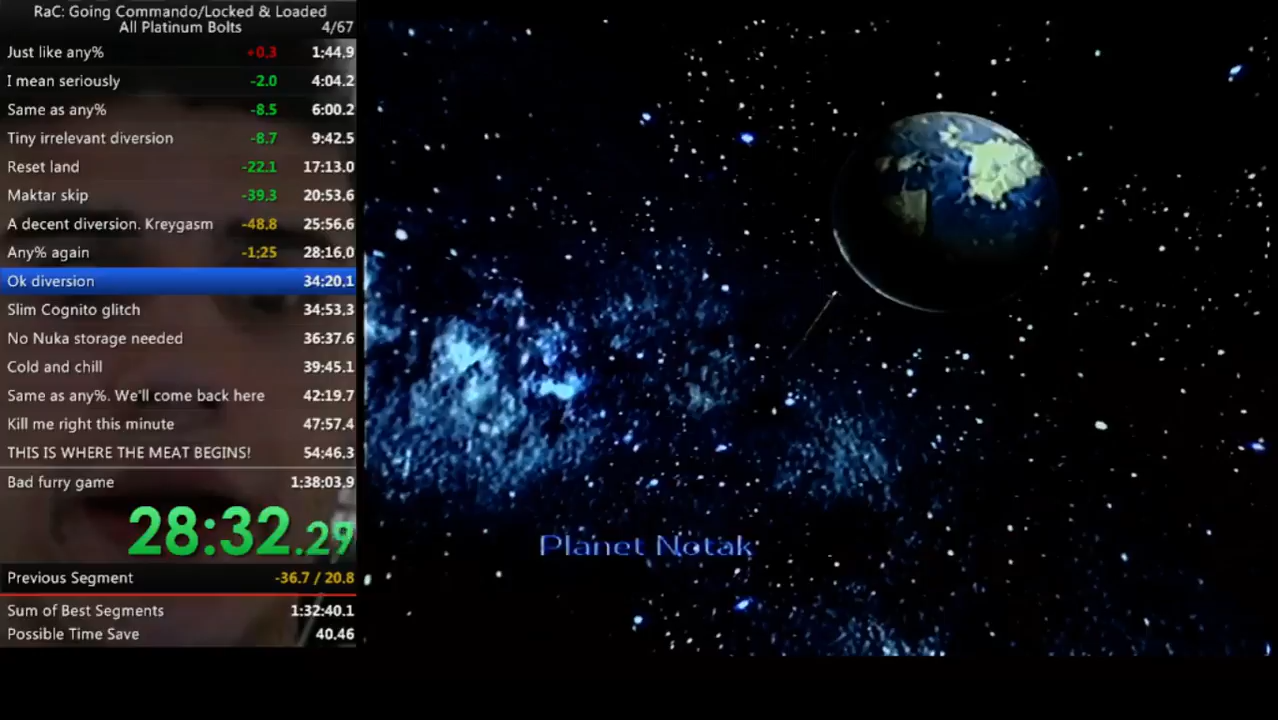 RaC: Going Commando/Locked & Loaded
All Platinum Bolts 4/67
Just like any% +0.3 1:44.9
I mean seriously -2.0 4:04.2
Same as any% -8.5 6:00.2
Tiny irrelevant diversion -8.7 9:42.5
Reset land -22.1 17:13.0
Maktar skip -39.3 20:53.6
A decent diversion. Kreygasm -48.8 25:56.6
Any% again -1:25 28:16.0
Ok diversion 34:20.1
Slim Cognito glitch 34:53.3
No Nuka storage needed 36:37.6
Cold and chill 39:45.1
Same as any%. We'll come back here 42:19.7
Kill me right this minute 47:57.4
THIS IS WHERE THE MEAT BEGINS! 54:46.3
Bad furry game 1:38:03.9
28:32.29
Previous Segment -36.7 / 20.8
Sum of Best Segments 1:32:40.1
Possible Time Save 40.46
Planet Notak